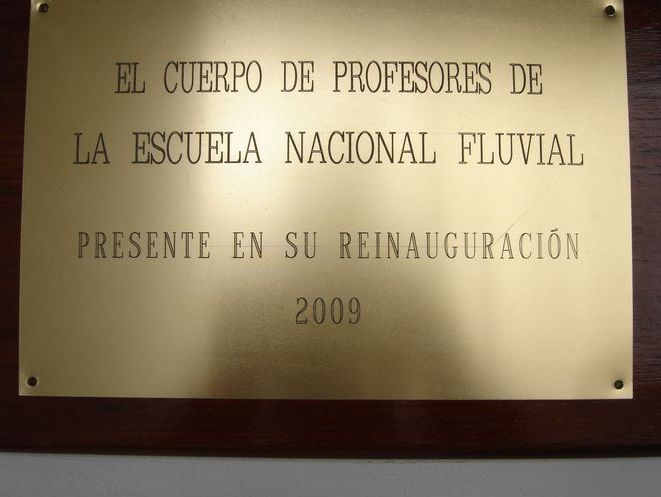 EL CUERPO DE PROFESORES DE
LA ESCUELA NACIONAL FLUVIAL
PRESENTE EN SU REINAUGURACIÓN
2009